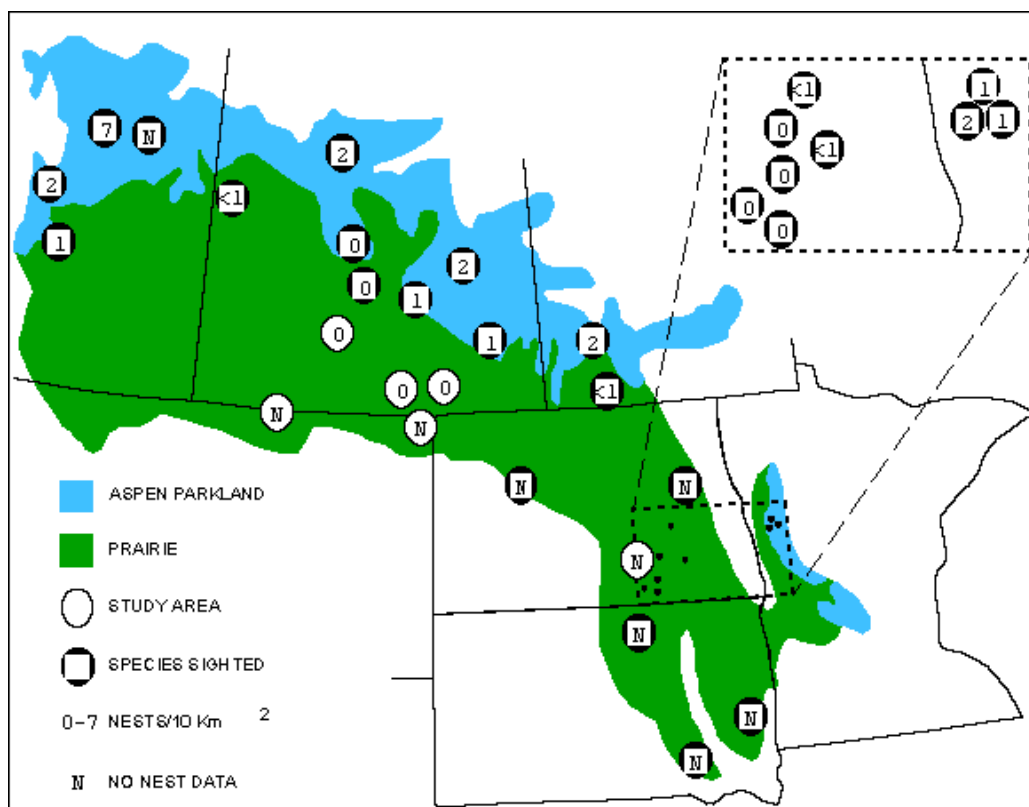 <1
1
0
2
1
<1
0
0
0
7
N
2
2
<1
1
0
2
0
1
0
1
2
0
0
<1
N
N
N
N
ASPEN PARKLAND
PRAIRIE
N
STUDY AREA
N
SPECIES SIGHTED
0-7 NESTS/10 Km 2
N
N
N NO NEST DATA